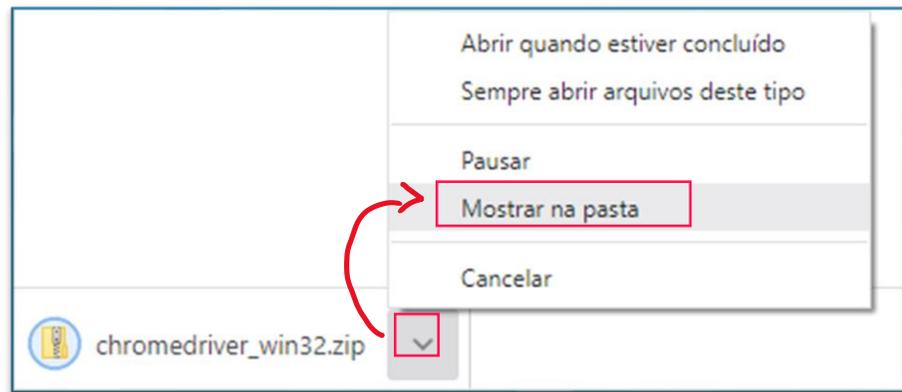 Abrir quando estiver concluído
Sempre abrir arquivos deste tipo
Pausar
Mostrar na pasta
Cancelar
chromedriver_win32.zip